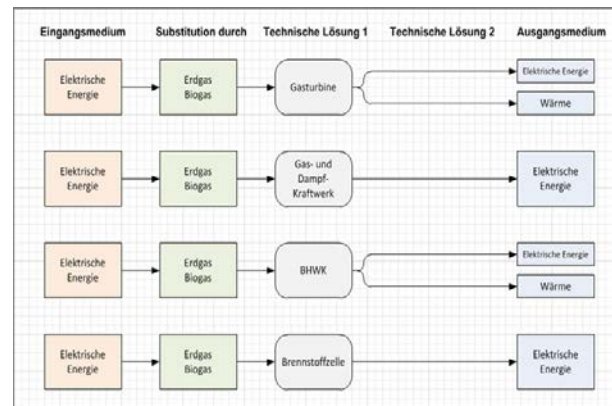 Eingangsmedium Substitution durch Technische Lösung 1 Technische Lösung 2 Ausgangsmedium
Elektrische
Energie
Erdgas
Biogas
Gasturbine
Elektrische Energie
Wärme
Elektrische
Energie
Erdgas
Biogas
Gas- und
Dampf-
Kraftwerk
Elektrische
Energie
Elektrische
Energie
Erdgas
Biogas
BHWK
Elektrische Energie
Wärme
Elektrische
Energie
Erdgas
Biogas
Brennstoffzelle
Elektrische
Energie